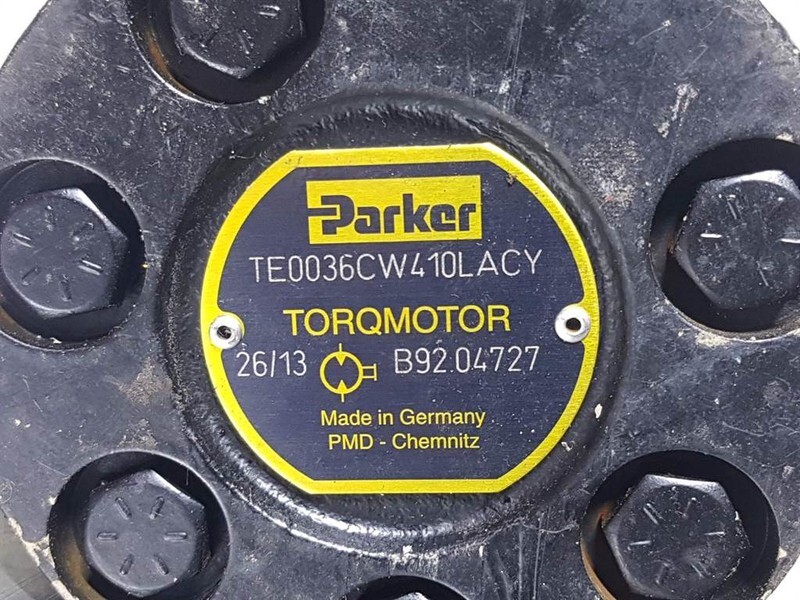 Parker
TE0036CW410LACY
TORQMOTOR
26/13 B92.04727
Made in Germany
PMD - Chemnitz